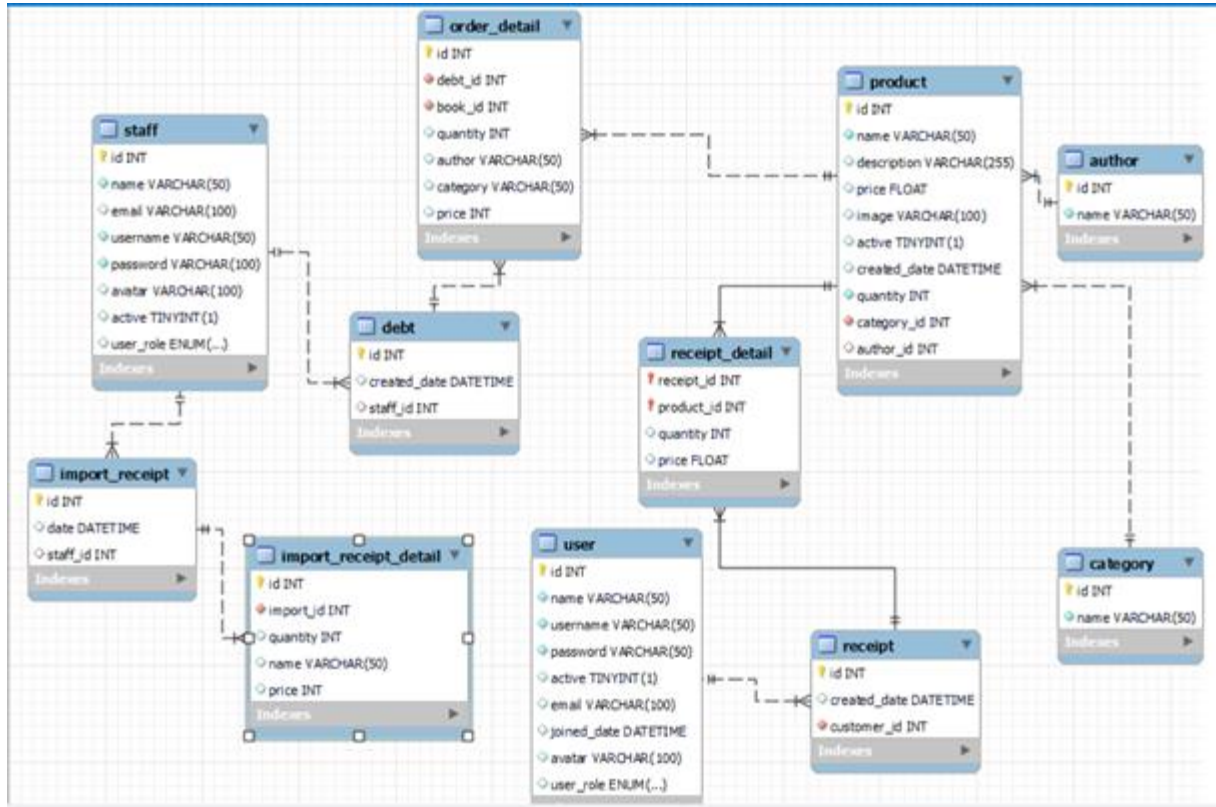 order_detail
id INT
debt_id INT
book_id INT
quantity INT
author VARCHAR(50)
category VARCHAR(50)
price INT
Indexes
product
id INT
name VARCHAR(50)
description VARCHAR(255)
price FLOAT
image VARCHAR(100)
active TINYINT(1)
created_date DATETIME
quantity INT
category_id INT
author_id INT
Indexes
staff
id INT
name VARCHAR(50)
email VARCHAR(100)
username VARCHAR(50)
password VARCHAR(100)
avatar VARCHAR(100)
active TINYINT(1)
user_role ENUM(...)
Indexes
author
id INT
name VARCHAR(50)
Indexes
debt
id INT
created_date DATETIME
staff_id INT
Indexes
receipt_detail
receipt_id INT
product_id INT
quantity INT
price FLOAT
Indexes
import_receipt
id INT
date DATETIME
staff_id INT
Indexes
import_receipt_detail
id INT
import_id INT
quantity INT
name VARCHAR(50)
price INT
Indexes
user
id INT
name VARCHAR(50)
username VARCHAR(50)
password VARCHAR(50)
active TINYINT(1)
email VARCHAR(100)
joined_date DATETIME
avatar VARCHAR(100)
user_role ENUM(...)
category
id INT
name VARCHAR(50)
Indexes
receipt
id INT
created_date DATETIME
customer_id INT
Indexes